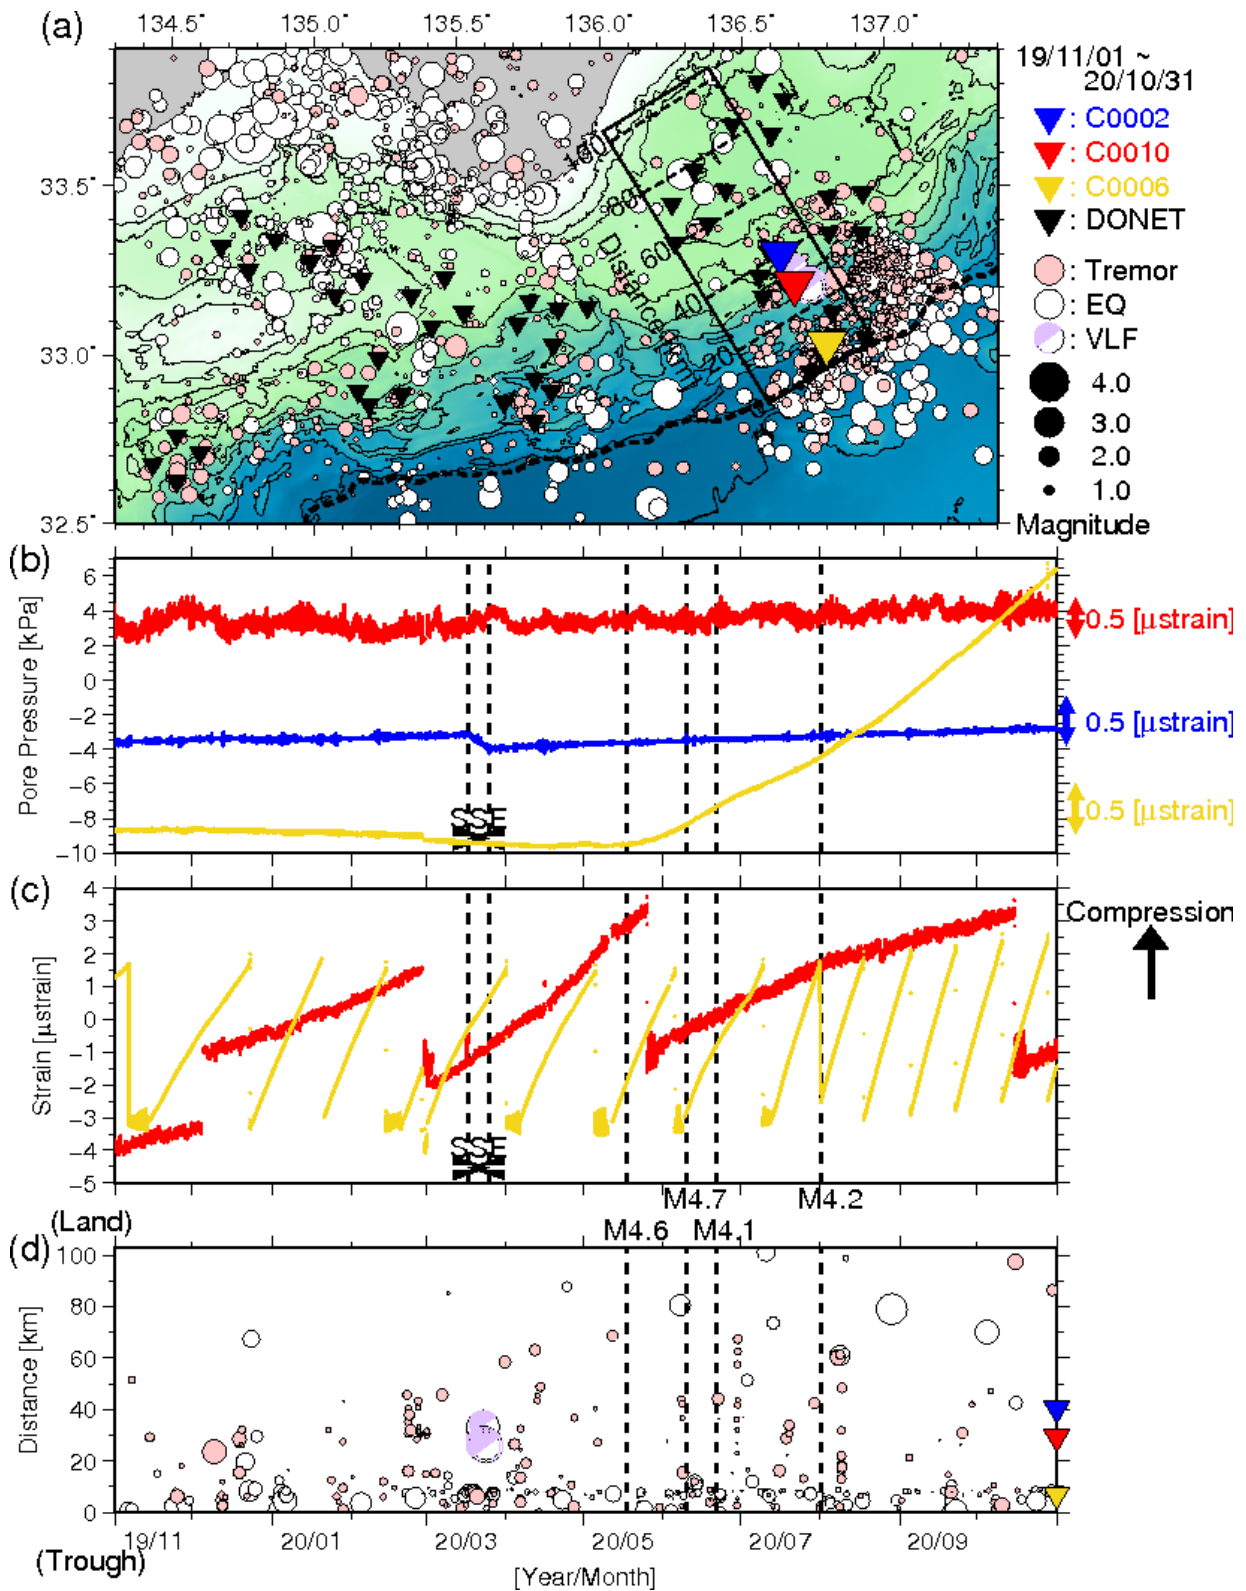 (a)
134.5° 135.0° 135.5° 136.0° 136.5° 137.0°
33.5°
33.0°
32.5°
100
80
60
40
20
19/11/01 ~
20/10/31
: C0002
: C0010
: C0006
: DONET
: Tremor
: EQ
: VLF
4.0
3.0
2.0
1.0
Magnitude
(b)
Pore Pressure [kPa]
6
4
2
0
−2
−4
−6
−8
−10
SSE
0.5 [μstrain]
0.5 [μstrain]
0.5 [μstrain]
(c)
Strain [μstrain]
4
3
2
1
0
−1
−2
−3
−4
−5
SSE
Compression
M4.7 M4.2
M4.6 M4.1
(Land)
(d)
Distance [km]
100
80
60
40
20
0
19/11 20/01 20/03 20/05 20/07 20/09
(Trough)
[Year/Month]